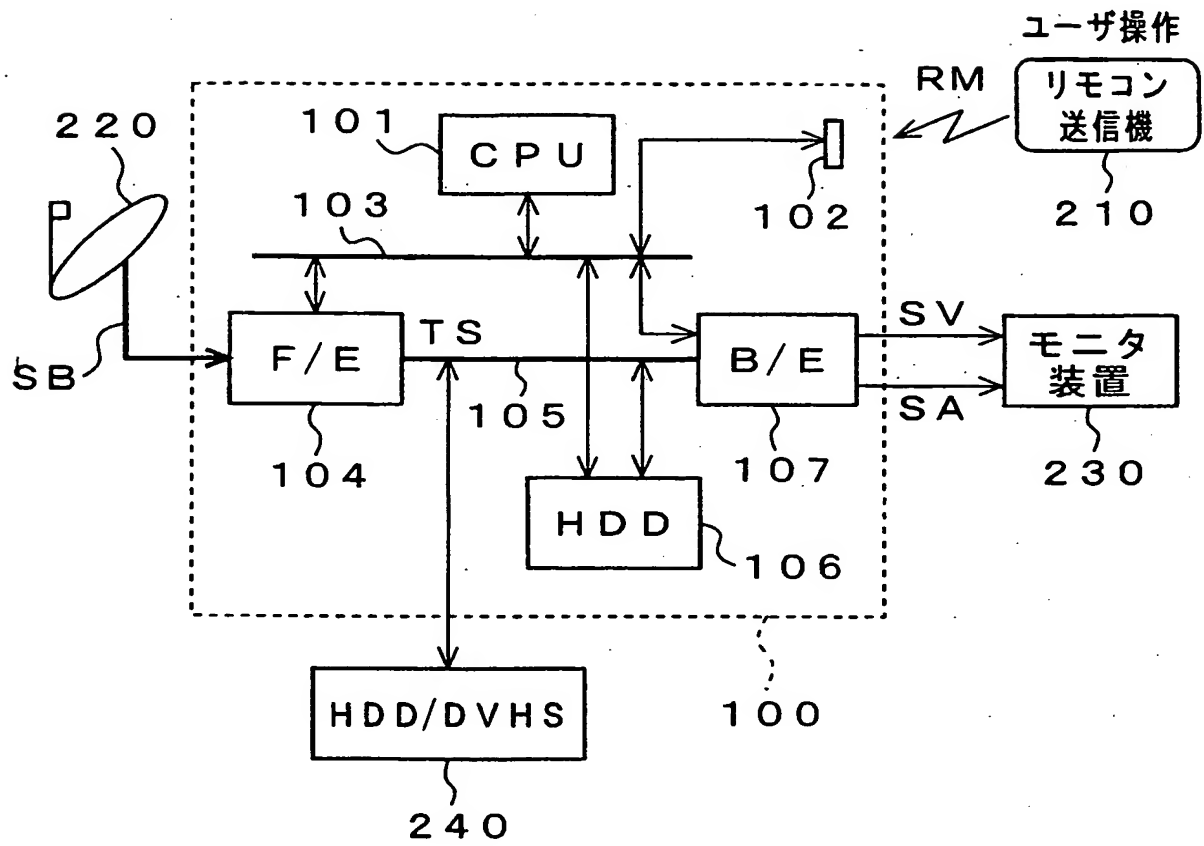 ユーザ操作
リモコン
送信機
RM
210
220
101
CPU
102
103
SB
F/E
TS
104
105
B/E
107
SV
SA
モニタ
装置
230
HDD
106
100
HDD/DVHS
240